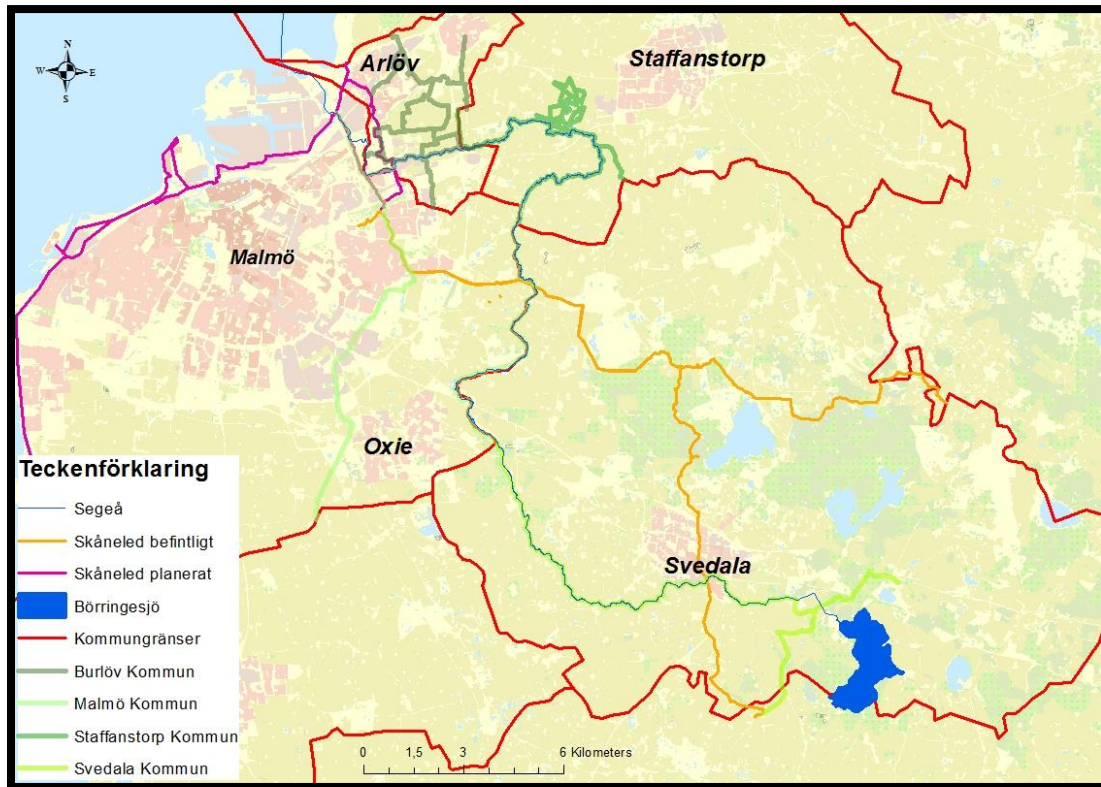 N
W E
S
Arlöv
Staffanstorp
Malmö
Oxie
Svedala
Teckenförklaring
Segeå
Skåneled befintligt
Skåneled planerat
Börringesjö
Kommungränser
Burlöv Kommun
Malmö Kommun
Staffanstorp Kommun
Svedala Kommun
0 1,5 3 6 Kilometers